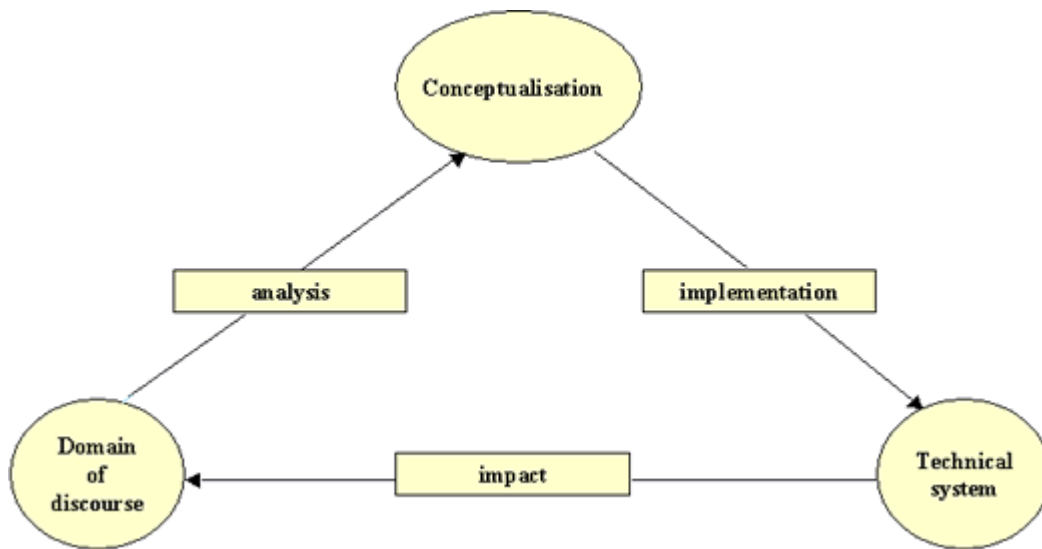 Conceptualisation
analysis
implementation
Domain
of
discourse
impact
Technical
system